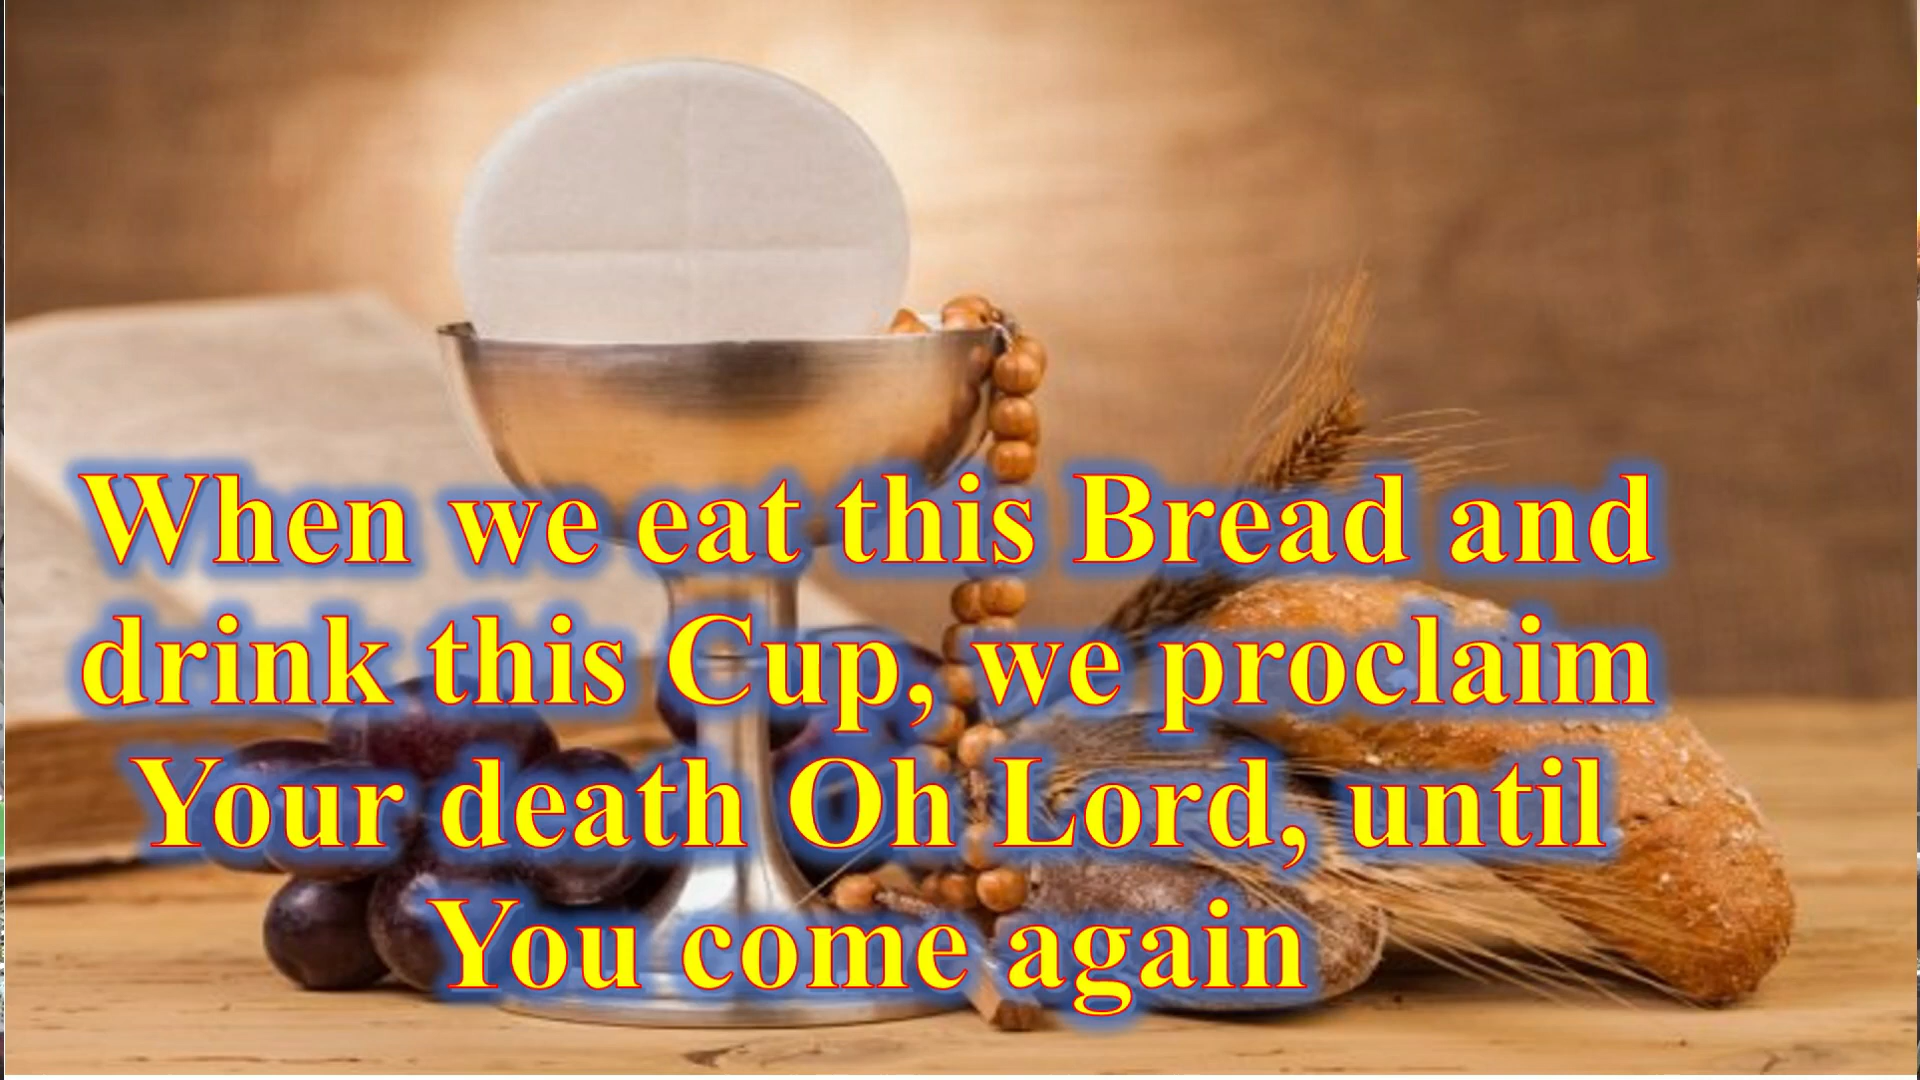 When we eat this Bread and
drink this Cup, we proclaim
Your death Oh Lord, until
You come again